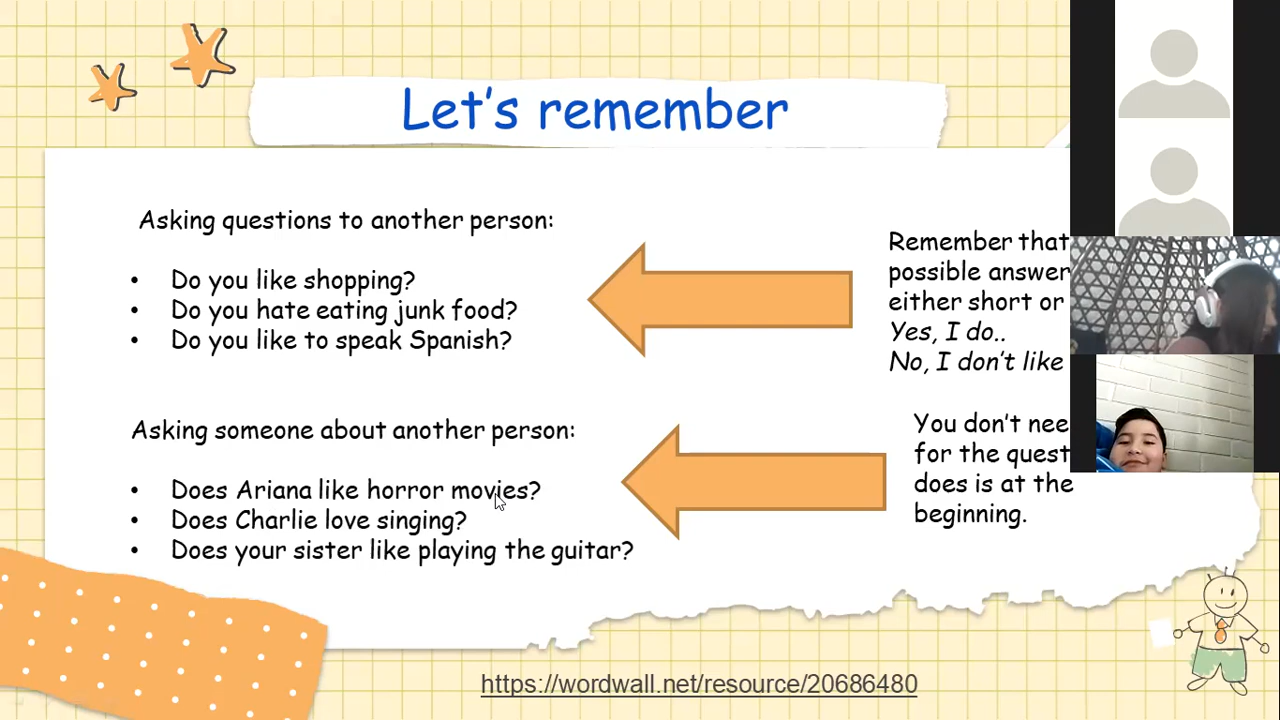 Let's remember
Asking questions to another person:
• Do you like shopping?
• Do you hate eating junk food?
• Do you like to speak Spanish?
Remember that
possible answer
either short or
Yes, I do..
No, I don't like
Asking someone about another person:
• Does Ariana like horror movies?
• Does Charlie love singing?
• Does your sister like playing the guitar?
You don't nee
for the quest
does is at the
beginning.
https://wordwall.net/resource/20686480